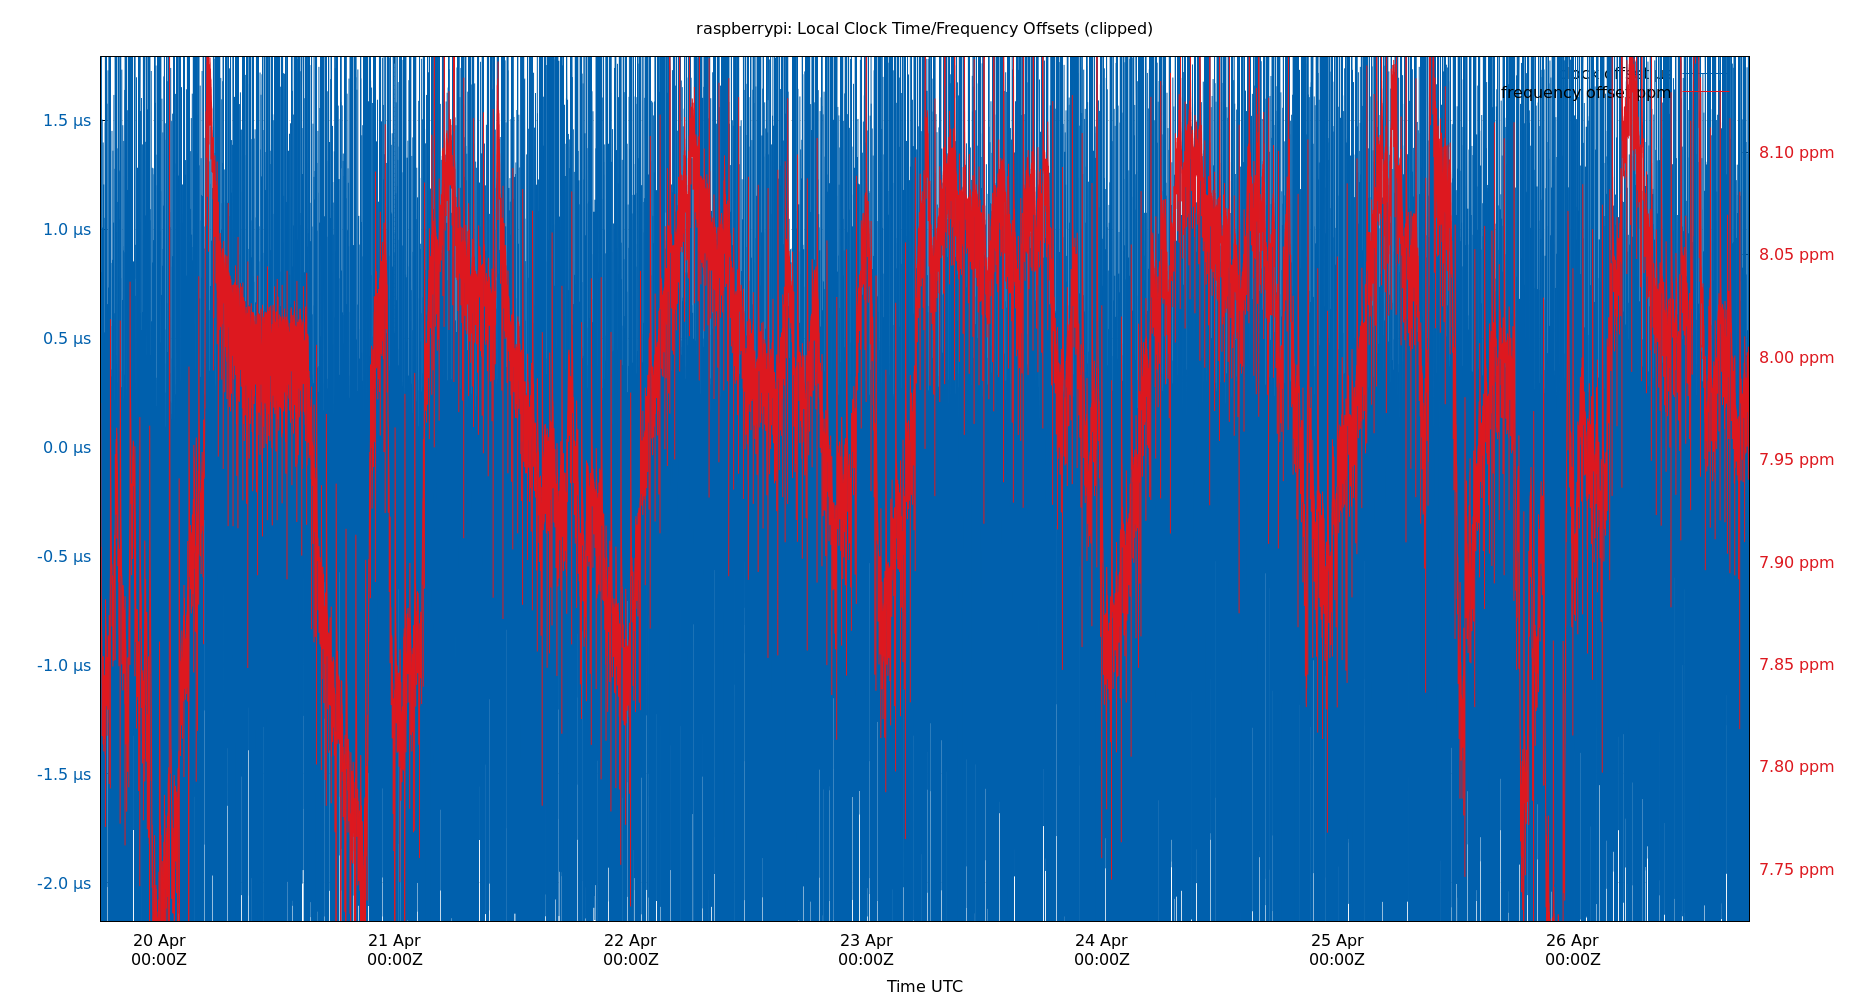 raspberrypi: Local Clock Time/Frequency Offsets (clipped)
frequency offset ppm
1.5 µs
1.0 µs
0.5 µs
0.0 µs
-0.5 µs
-1.0 µs
-1.5 µs
-2.0 µs
8.10 ppm
8.05 ppm
8.00 ppm
7.95 ppm
7.90 ppm
7.85 ppm
7.80 ppm
7.75 ppm
20 Apr
00:00Z
21 Apr
00:00Z
22 Apr
00:00Z
23 Apr
00:00Z
24 Apr
00:00Z
25 Apr
00:00Z
26 Apr
00:00Z
Time UTC